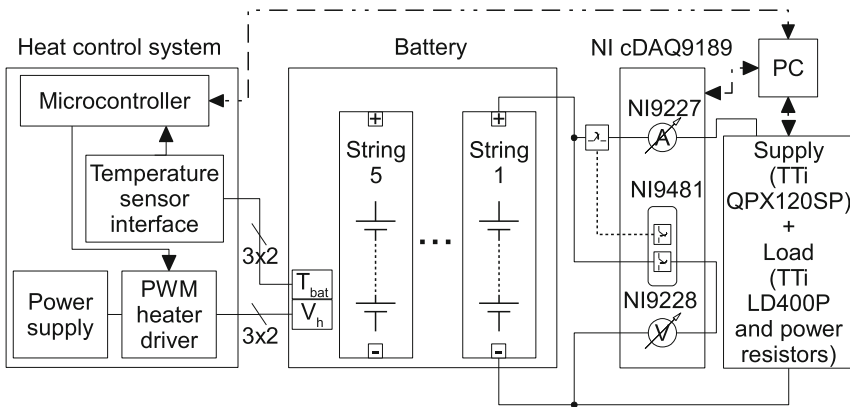 Heat control system
Battery
NI cDAQ9189
PC
Microcontroller
Temperature
sensor
interface
Power
supply
PWM
heater
driver
3x2
3x2
T bat
V h
+
String
5
-
...
+
String
1
-
NI9227
A
NI9481
NI9228
V
Supply
(TTi
QPX120SP)
+
Load
(TTi
LD400P
and power
resistors)